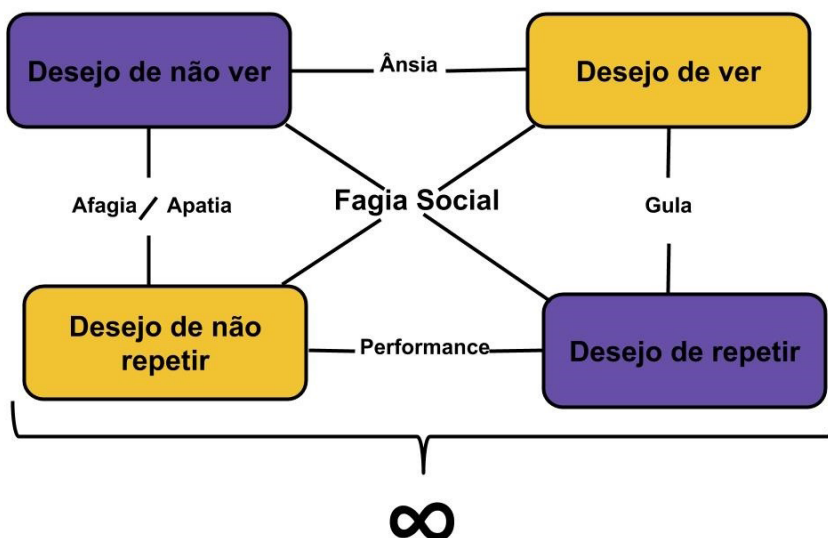 Desejo de não ver
Ânsia
Desejo de ver
Afagia / Apatia
Fagia Social
Gula
Desejo de não
repetir
Performance
Desejo de repetir
∞